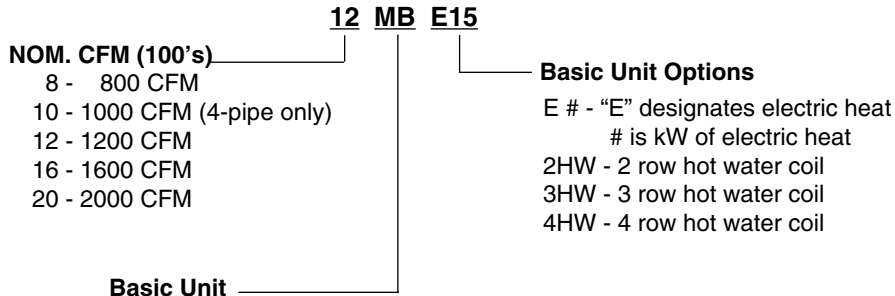 12 MB E15
NOM. CFM (100's)
8 - 800 CFM
10 - 1000 CFM (4-pipe only)
12 - 1200 CFM
16 - 1600 CFM
20 - 2000 CFM
Basic Unit Options
E # - “E” designates electric heat
# is kW of electric heat
2HW - 2 row hot water coil
3HW - 3 row hot water coil
4HW - 4 row hot water coil
Basic Unit